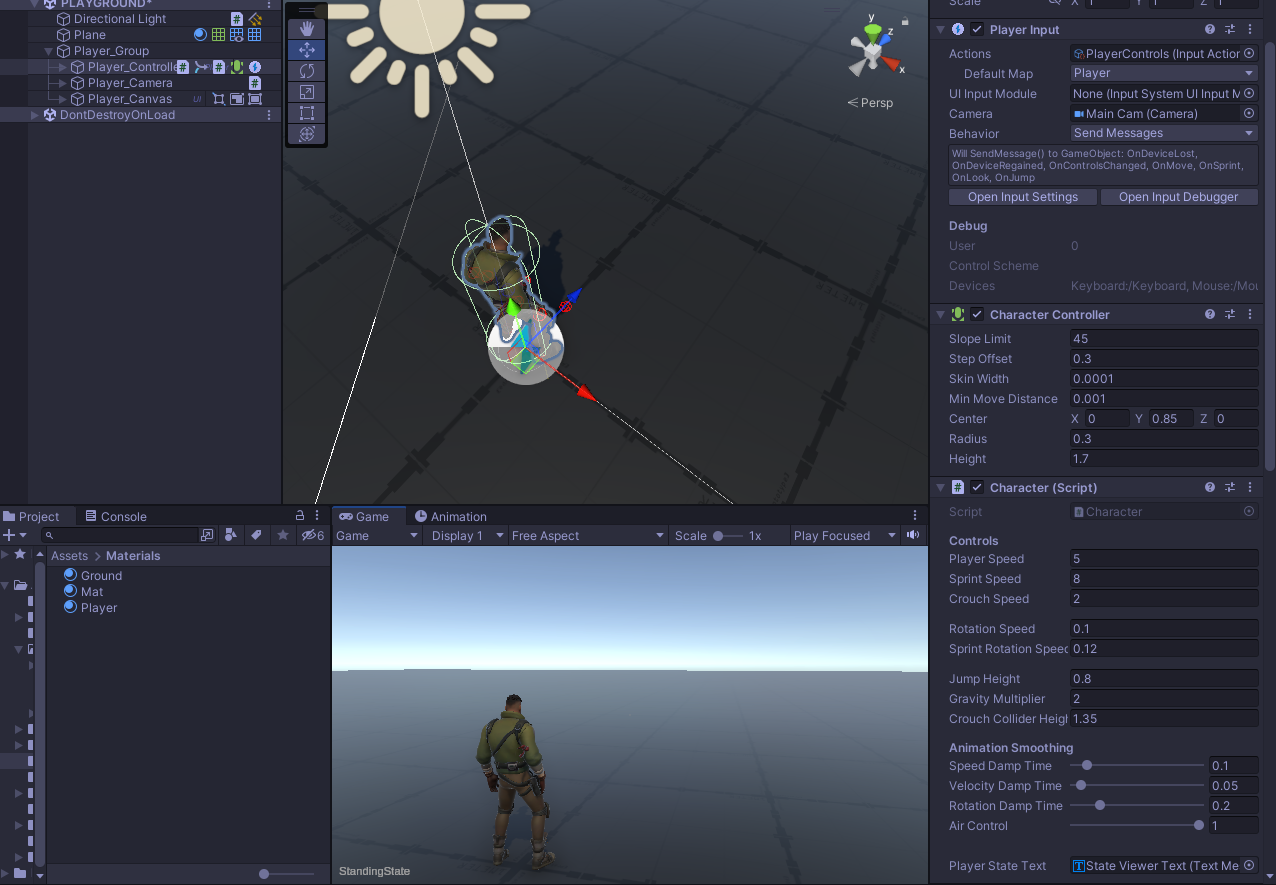 PLAYGROUND*
Directional Light
Plane
Player_Group
Player_Controlle
Player_Camera
Player_Canvas UI
DontDestroyOnLoad
y
z
x
Persp
Scale X 1 Y 1 Z 1
Player Input
Actions PlayerControls (Input Action
Default Map Player
UI Input Module None (Input System UI Input M
Camera Main Cam (Camera)
Behavior Send Messages
Will SendMessage() to GameObject: OnDeviceLost,
OnDeviceRegained, OnControlsChanged, OnMove, OnSprint,
OnLook, OnJump
Open Input Settings Open Input Debugger
Debug
User 0
Control Scheme
Devices Keyboard:/Keyboard, Mouse:/Mou
Character Controller
Slope Limit 45
Step Offset 0.3
Skin Width 0.0001
Min Move Distance 0.001
Center X 0 Y 0.85 Z 0
Radius 0.3
Height 1.7
# Character (Script)
Script Character
Controls
Player Speed 5
Sprint Speed 8
Crouch Speed 2
Rotation Speed 0.1
Sprint Rotation Speed 0.12
Jump Height 0.8
Gravity Multiplier 2
Crouch Collider Heigh 1.35
Animation Smoothing
Speed Damp Time 0.1
Velocity Damp Time 0.05
Rotation Damp Time 0.2
Air Control 1
Player State Text State Viewer Text (Text Me
Project Console
6
Assets > Materials
Ground
Mat
Player
Game Animation
Game Display 1 Free Aspect Scale 1x Play Focused
StandingState